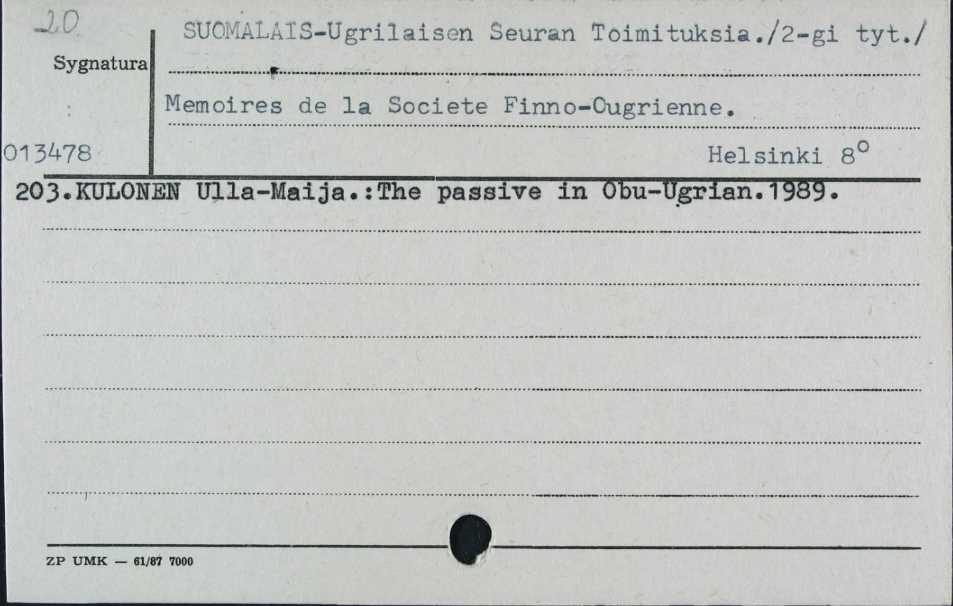 20
SUOMALAIS-Ugrilaisen Seuran Toimituksia./2-gi tyt./
Sygnatura
Memoires de la Societe Finno-Ougrienne.
013478
Helsinki 8°
203.KULONEN Ulla-Maija.:The passive in Obu-Ugrian.1989.
ZP UMK — 61/87 7000